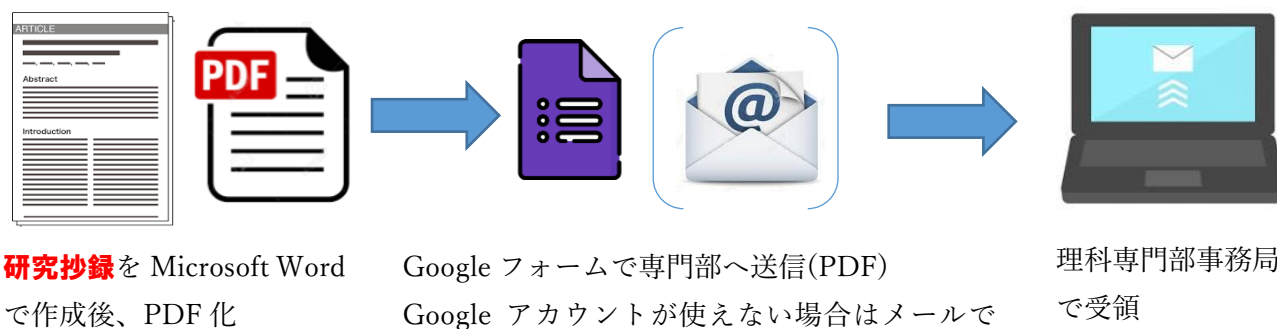 ARTICLE
Abstract
Introduction
PDF
@
研究抄録を Microsoft Word
で作成後、PDF 化
Google フォームで専門部へ送信(PDF)
Google アカウントが使えない場合はメールで
理科専門部事務局
で受領